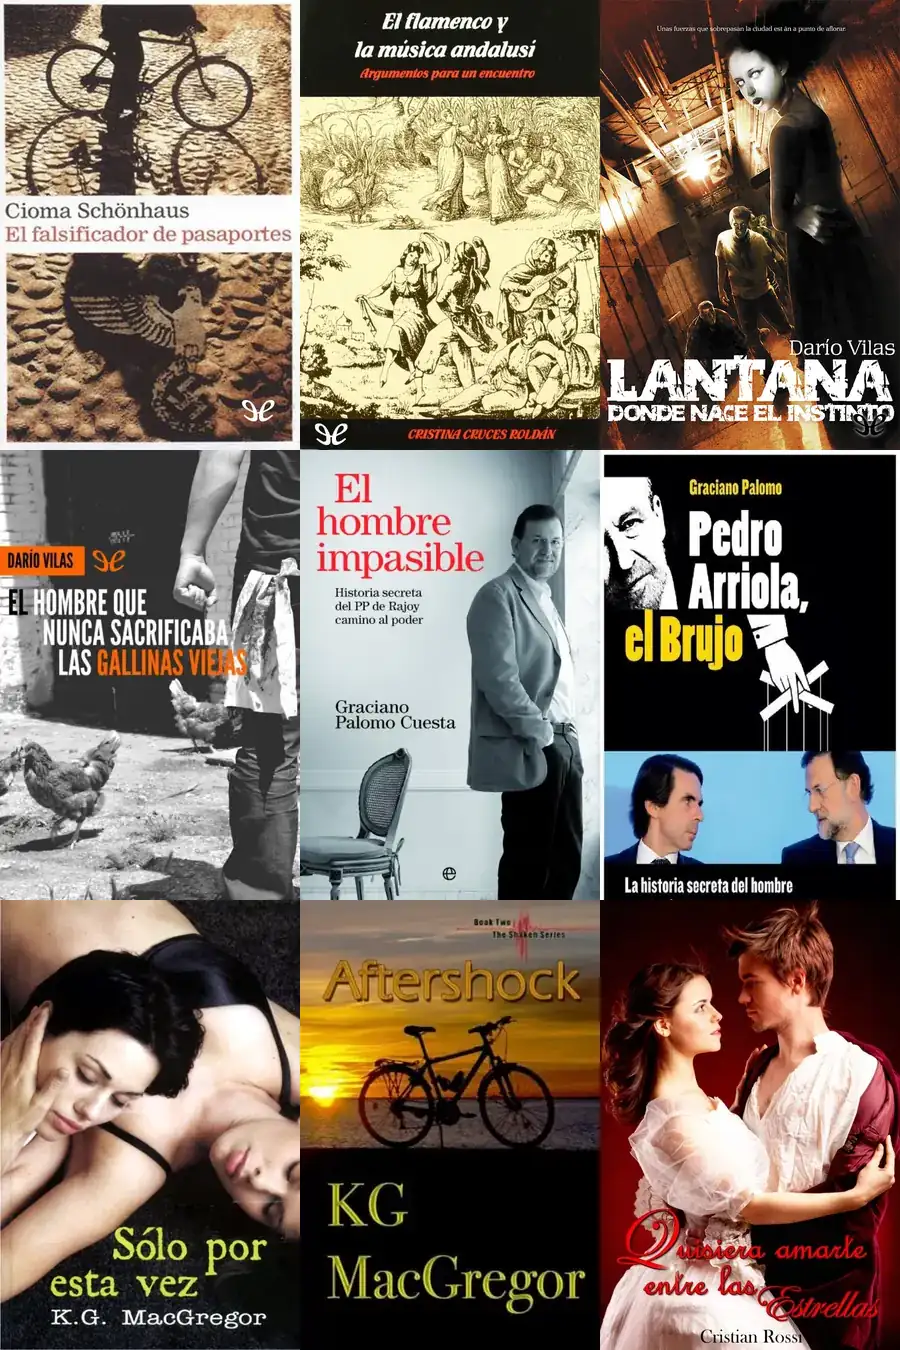 Cioma Schönhaus
El falsificador de pasaportes
El flamenco y
la música andalusí
Argumentos para un encuentro
CRISTINA CRUCES ROLDÁN
Unas fuerzas que sobrepasan la ciudad están a punto de aflorar
Darío Vilas
LANTANA
DONDE NACE EL INSTINTO
DARÍO VILAS
EL HOMBRE QUE
NUNCA SACRIFICABA
LAS GALLINAS VIEJAS
El
hombre
impasible
Historia secreta
del PP de Rajoy
camino al poder
Graciano
Palomo Cuesta
Graciano Palomo
Pedro
Arriola,
el Brujo
La historia secreta del hombre
Sólo por
esta vez
K.G. MacGregor
Book Two
The Shaken Series
Aftershock
KG
MacGregor
Quisiera amarte
entre las
Estrellas
Cristian Rossi